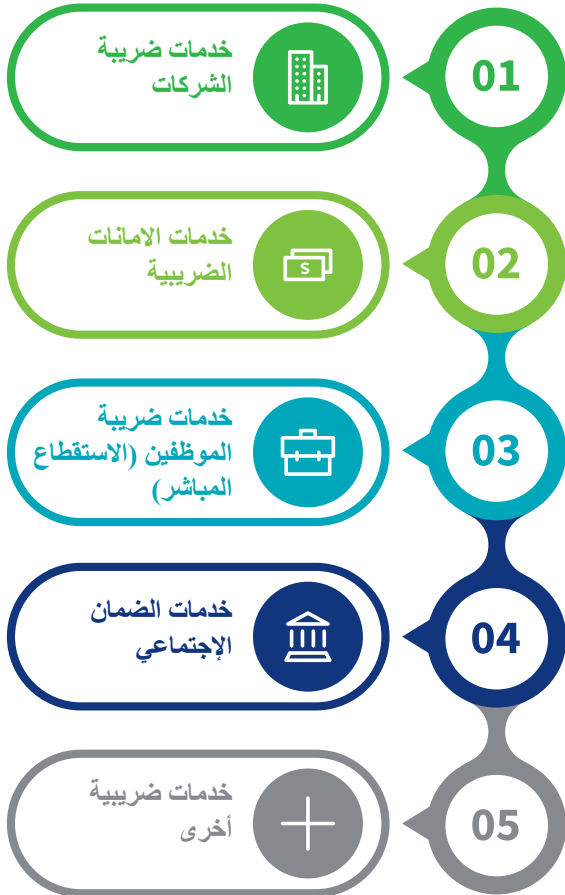 01
خدمات ضريبة
الشركات
02
خدمات الامانات
الضريبية
S
03
خدمات ضريبة
الموظفين (الاستقطاع
المباشر)
04
خدمات الضمان
الإجتماعي
05
خدمات ضريبية
أخرى